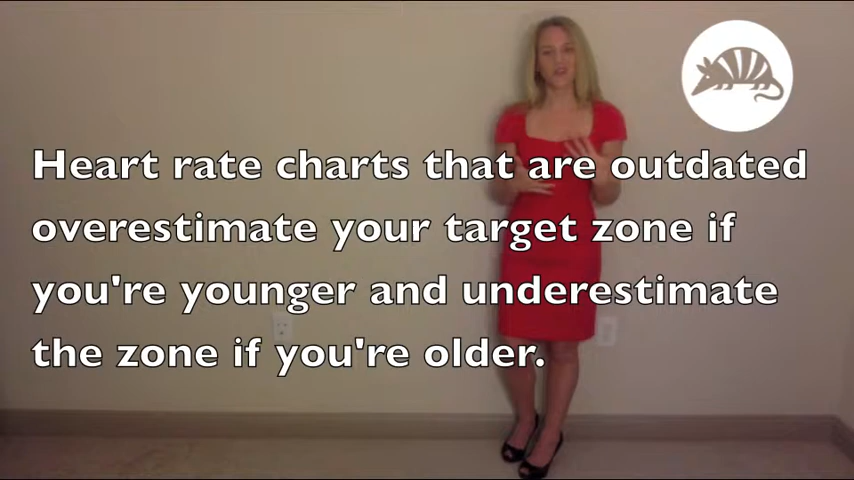 Heart rate charts that are outdated
overestimate your target zone if
you're younger and underestimate
the zone if you're older.